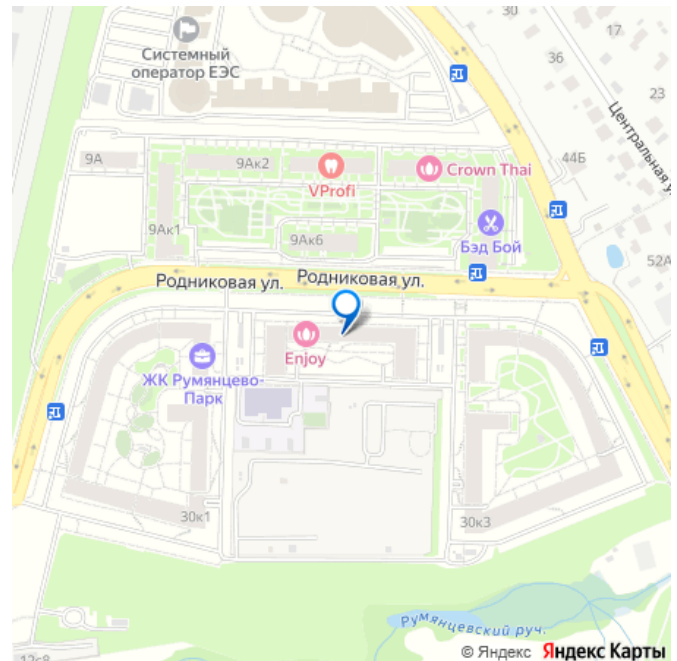 30
Системный
оператор ЕЭС
36
17
23
Центральная у
9А
9Ак2
VProfi
Crown Thai
44Б
9Ак1
9Ак6
Бэд Бой
52А
Родниковая ул.
Родниковая ул.
Enjoy
ЖК Румянцево-
Парк
30к1
30к3
Румянцевский руч.
12с8
© Яндекс Яндекс Карты